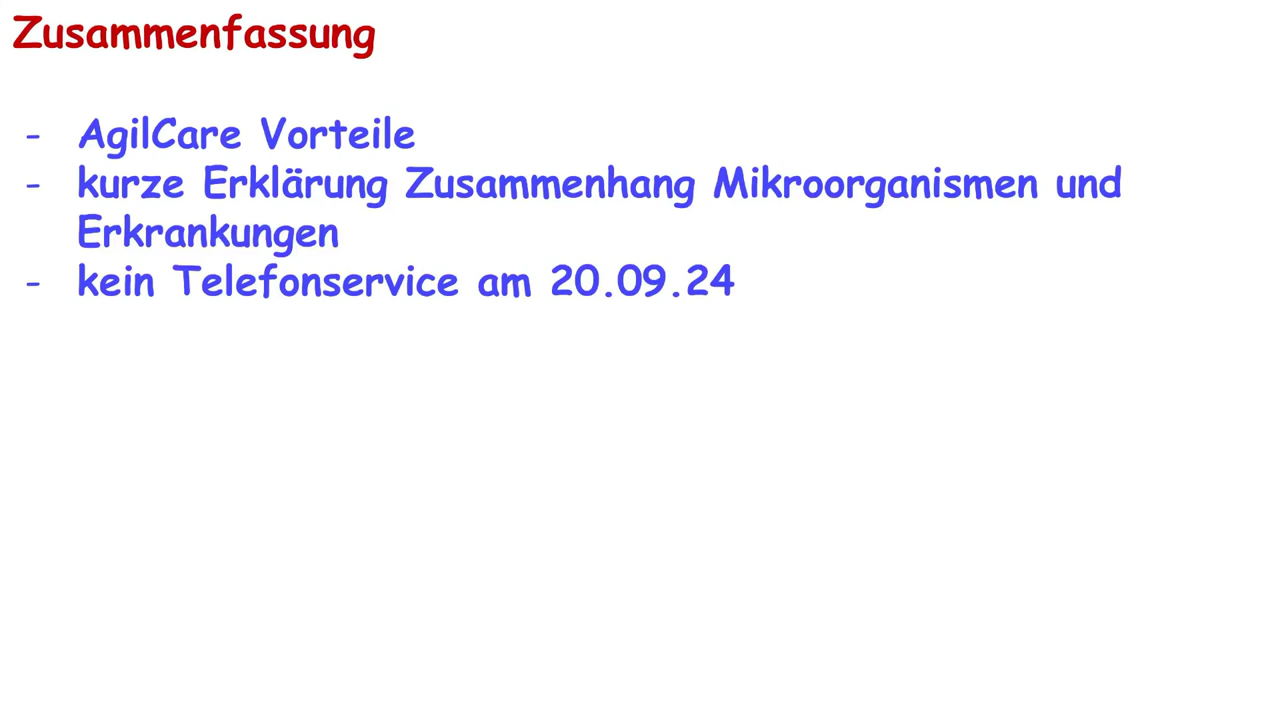 Zusammenfassung
- AgilCare Vorteile
- kurze Erklärung Zusammenhang Mikroorganismen und
Erkrankungen
- kein Telefonservice am 20.09.24